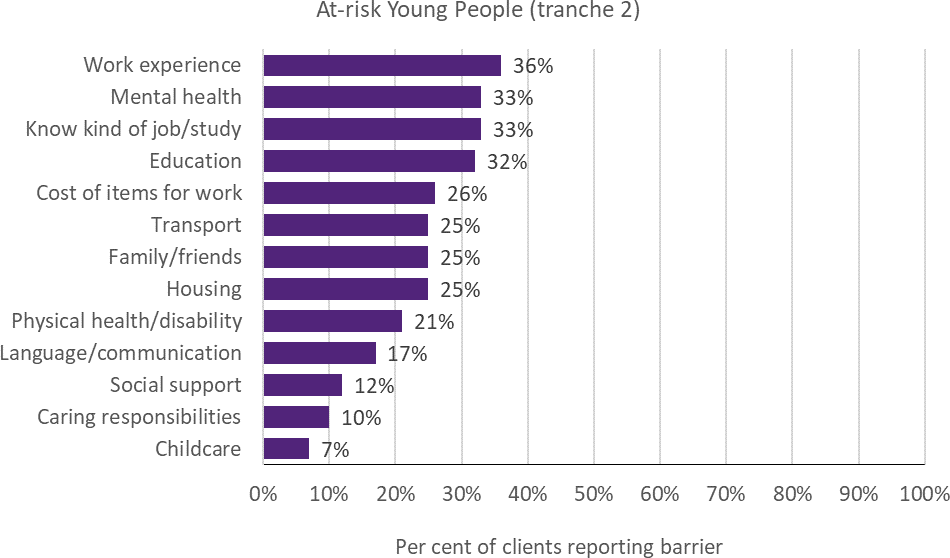 At-risk Young People (tranche 2)
Work experience 36%
Mental health 33%
Know kind of job/study 33%
Education 32%
Cost of items for work 26%
Transport 25%
Family/friends 25%
Housing 25%
Physical health/disability 21%
Language/communication 17%
Social support 12%
Caring responsibilities 10%
Childcare 7%
0% 10% 20% 30% 40% 50% 60% 70% 80% 90% 100%
Per cent of clients reporting barrier